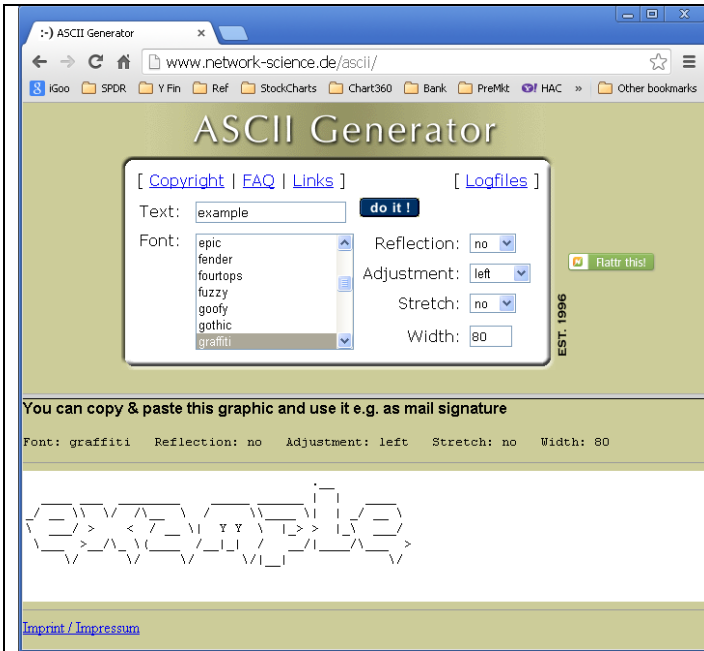 :-) ASCII Generator
www.network-science.de/ascii/
iGoo SPDR Y Fin Ref StockCharts Chart360 Bank PreMkt Y! HAC » Other bookmarks
ASCII Generator
[ Copyright | FAQ | Links ] [ Logfiles ]
Text: example do it !
Font: epic
fender
fourtops
fuzzy
goofy
gothic
graffiti
Reflection: no
Adjustment: left
Stretch: no
Width: 80
Flattr this!
EST. 1996
You can copy & paste this graphic and use it e.g. as mail signature
Font: graffiti Reflection: no Adjustment: left Stretch: no Width: 80
example
Imprint / Impressum